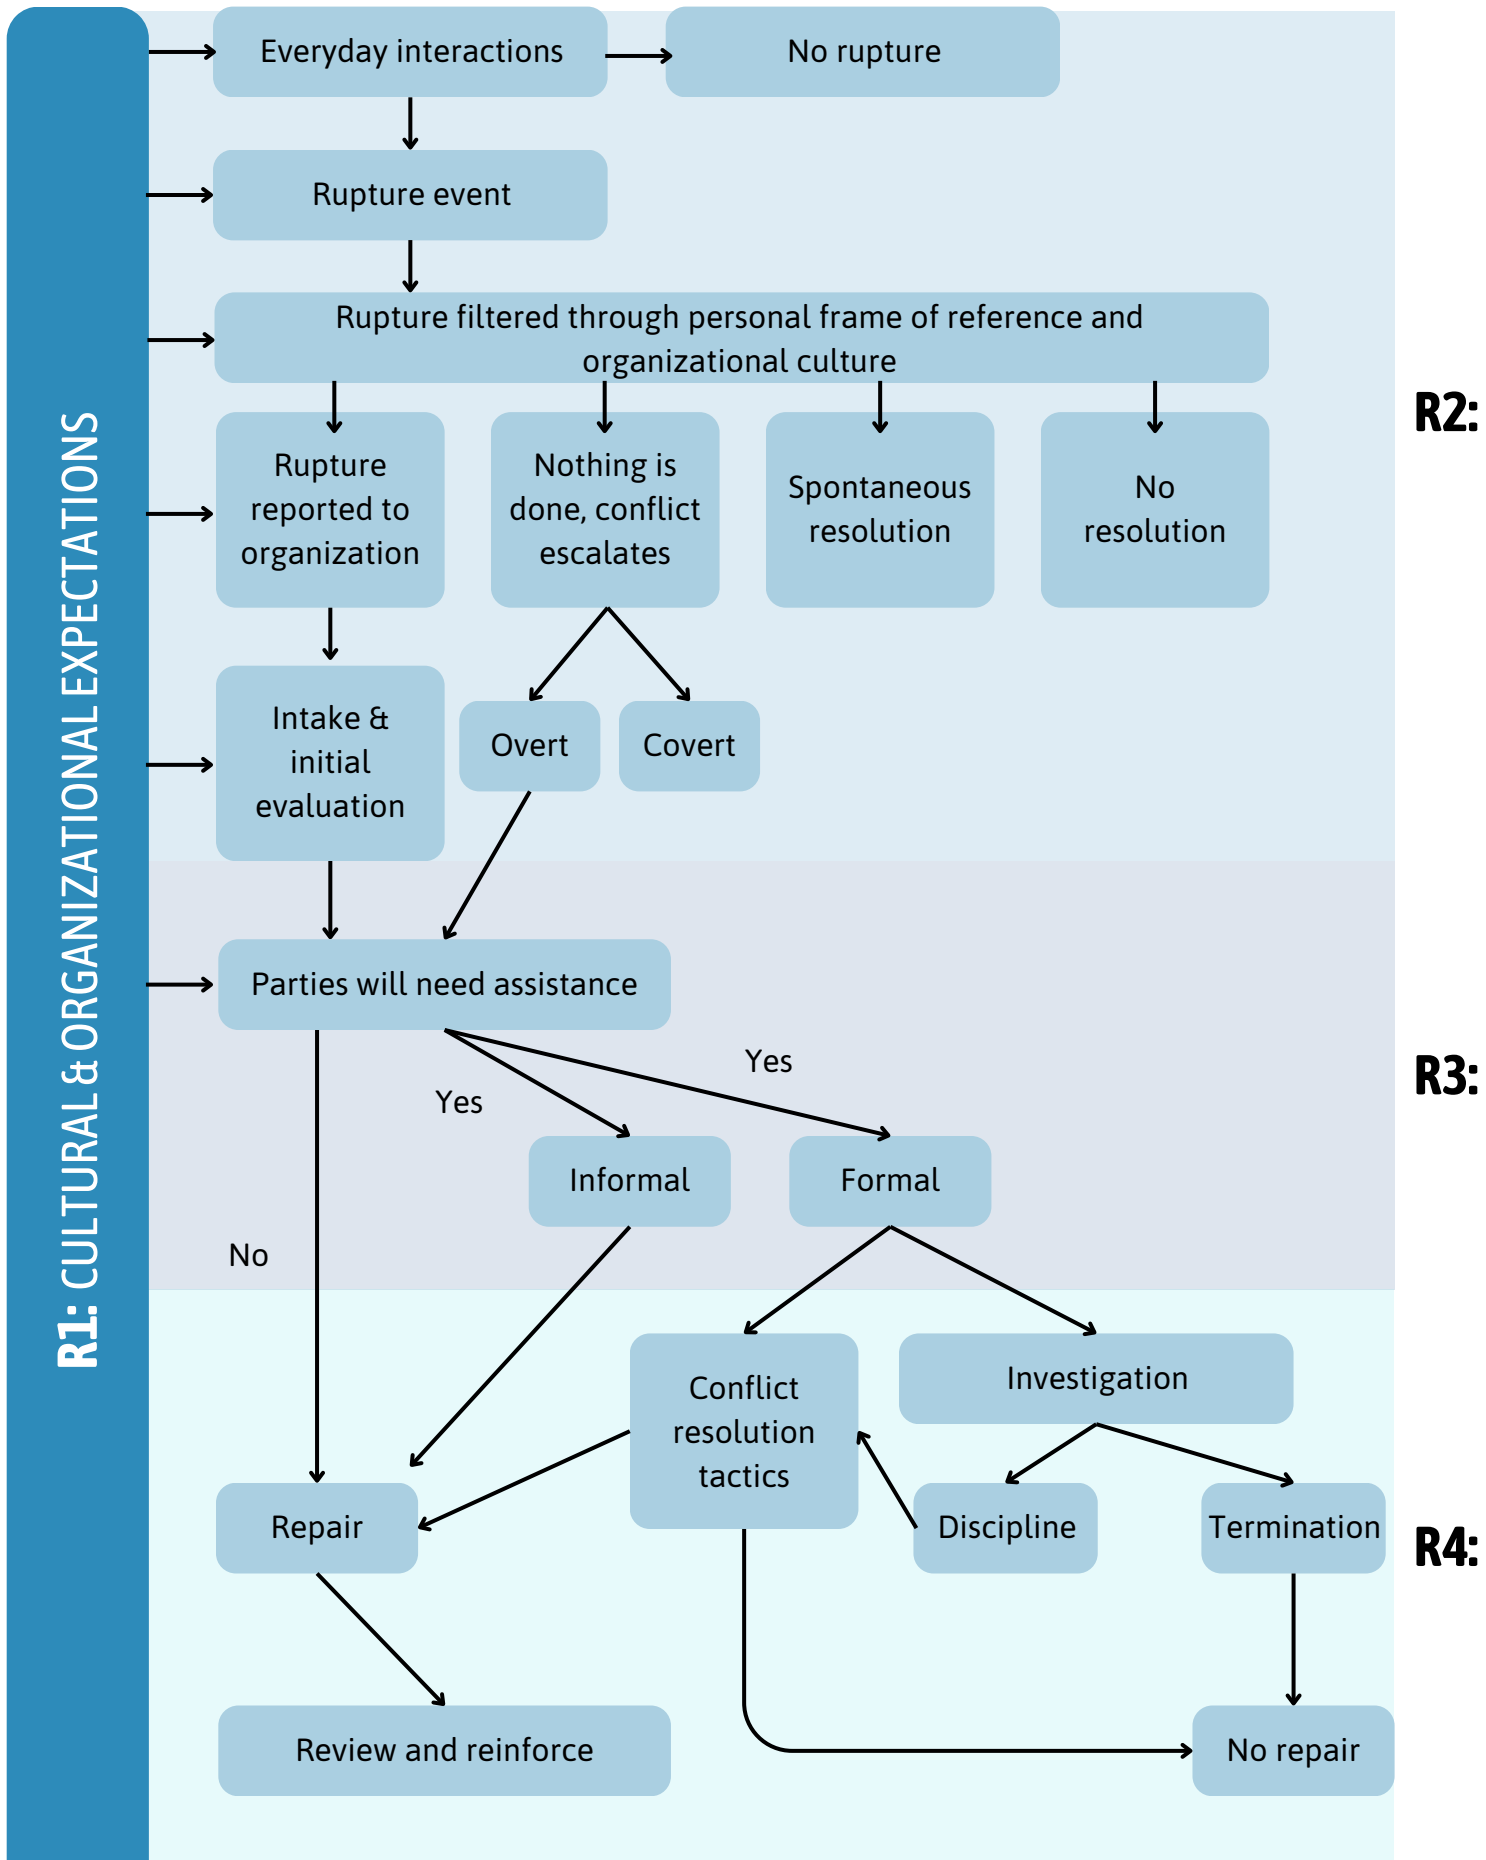 R1: CULTURAL & ORGANIZATIONAL EXPECTATIONS
Everyday interactions
No rupture
Rupture event
Rupture filtered through personal frame of reference and
organizational culture
R2:
Rupture
reported to
organization
Nothing is
done, conflict
escalates
Spontaneous
resolution
No
resolution
Intake &
initial
evaluation
Overt
Covert
Parties will need assistance
R3:
Yes
Yes
Informal
Formal
No
Conflict
resolution
tactics
Investigation
Repair
Discipline
Termination
R4:
Review and reinforce
No repair